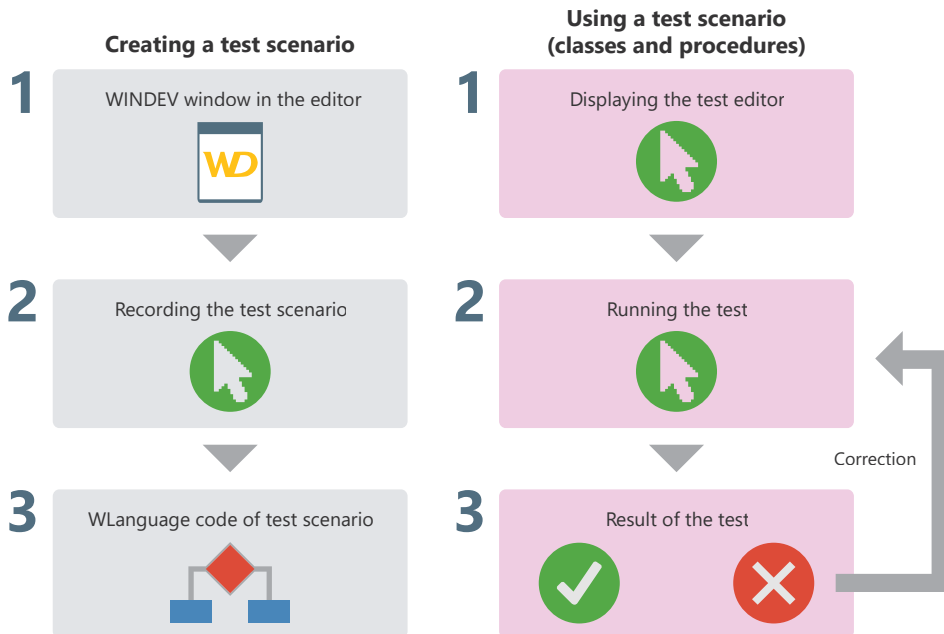 Creating a test scenario
1
WINDEV window in the editor
WD
2
Recording the test scenario
3
WLanguage code of test scenario
Using a test scenario
(classes and procedures)
1
Displaying the test editor
2
Running the test
Correction
3
Result of the test